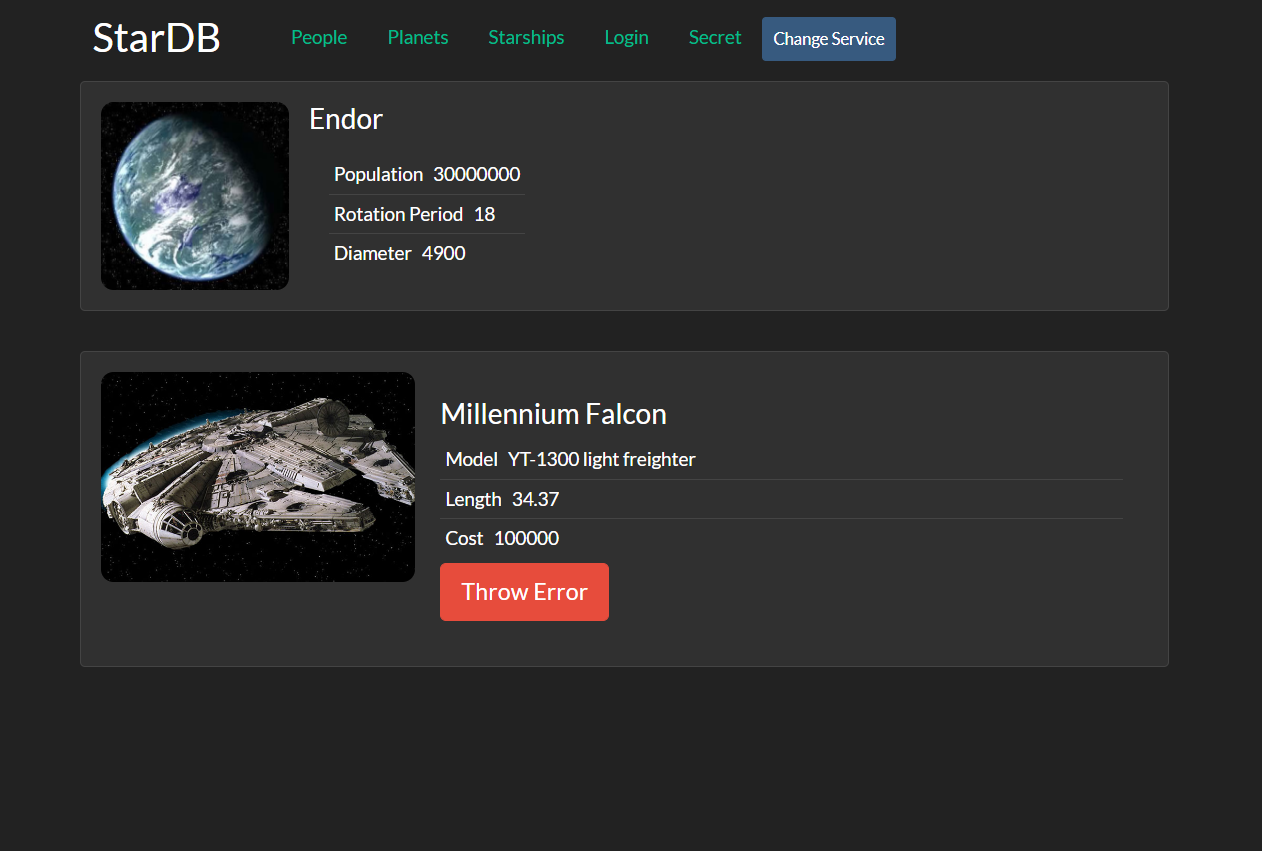 StarDB People Planets Starships Login Secret Change Service
Endor
Population 30000000
Rotation Period 18
Diameter 4900
Millennium Falcon
Model YT-1300 light freighter
Length 34.37
Cost 100000
Throw Error